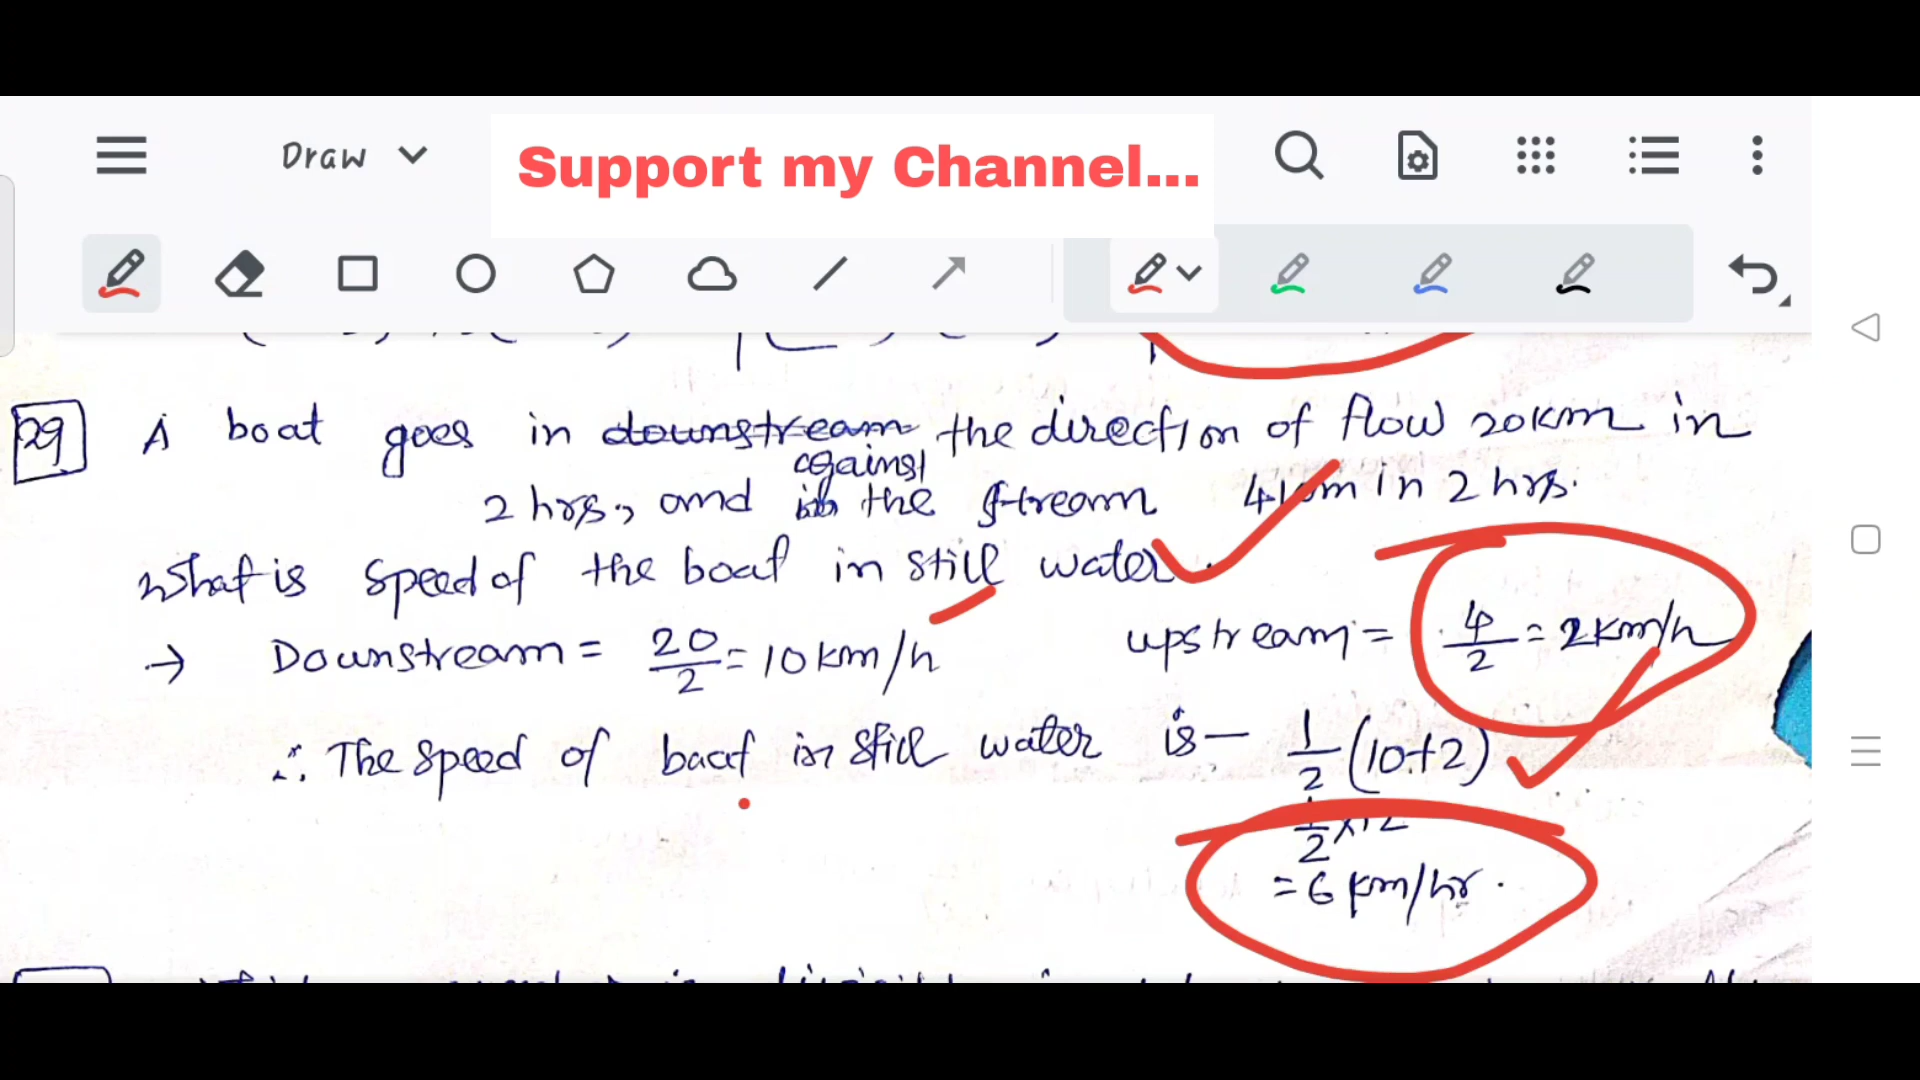 Draw
Support my Channel...
29 A boat goes in downstream the direction of flow 20km in
against
2 hrs., and in the stream 4km in 2 hrs.
What is speed of the boat in still water.
→ Downstream = 20/2 = 10 km/h upstream = 4/2 = 2km/h
∴ The speed of boat in still water is – 1/2 (10+2)
1/2 x12
= 6 km/hr.